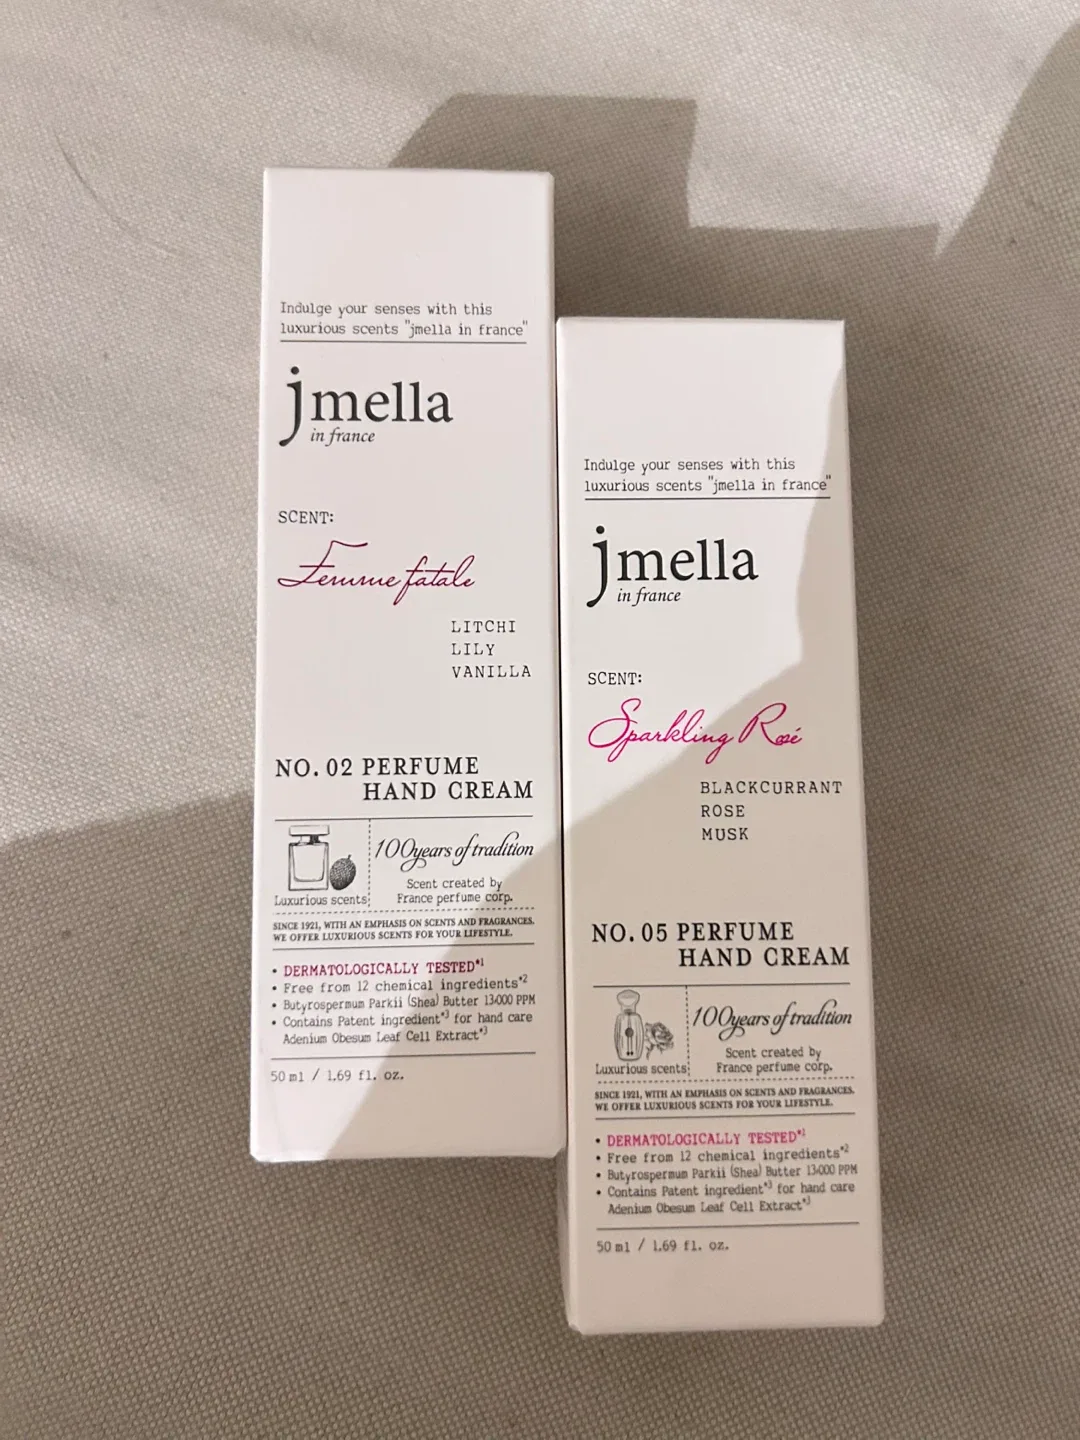 Indulge your senses with this
luxurious scents "jmella in france"
jmella
in france
SCENT:
Femme fatale
LITCHI
LILY
VANILLA
NO. 02 PERFUME
HAND CREAM
100years of tradition
Luxurious scents
Scent created by
France perfume corp.
SINCE 1921, WITH AN EMPHASIS ON SCENTS AND FRAGRANCES.
WE OFFER LUXURIOUS SCENTS FOR YOUR LIFESTYLE.
• DERMATOLOGICALLY TESTED*1
• Free from 12 chemical ingredients*2
• Butyrospermum Parkii (Shea) Butter 13,000 PPM
• Contains Patent ingredient*3 for hand care
Adenium Obesum Leaf Cell Extract*3
50 ml / 1.69 fl. oz.
Indulge your senses with this
luxurious scents "jmella in france"
jmella
in france
SCENT:
Sparkling Rosé
BLACKCURRANT
ROSE
MUSK
NO. 05 PERFUME
HAND CREAM
100years of tradition
Luxurious scents
Scent created by
France perfume corp.
SINCE 1921, WITH AN EMPHASIS ON SCENTS AND FRAGRANCES.
WE OFFER LUXURIOUS SCENTS FOR YOUR LIFESTYLE.
• DERMATOLOGICALLY TESTED*1
• Free from 12 chemical ingredients*2
• Butyrospermum Parkii (Shea) Butter 13,000 PPM
• Contains Patent ingredient*3 for hand care
Adenium Obesum Leaf Cell Extract*3
50 ml / 1.69 fl. oz.